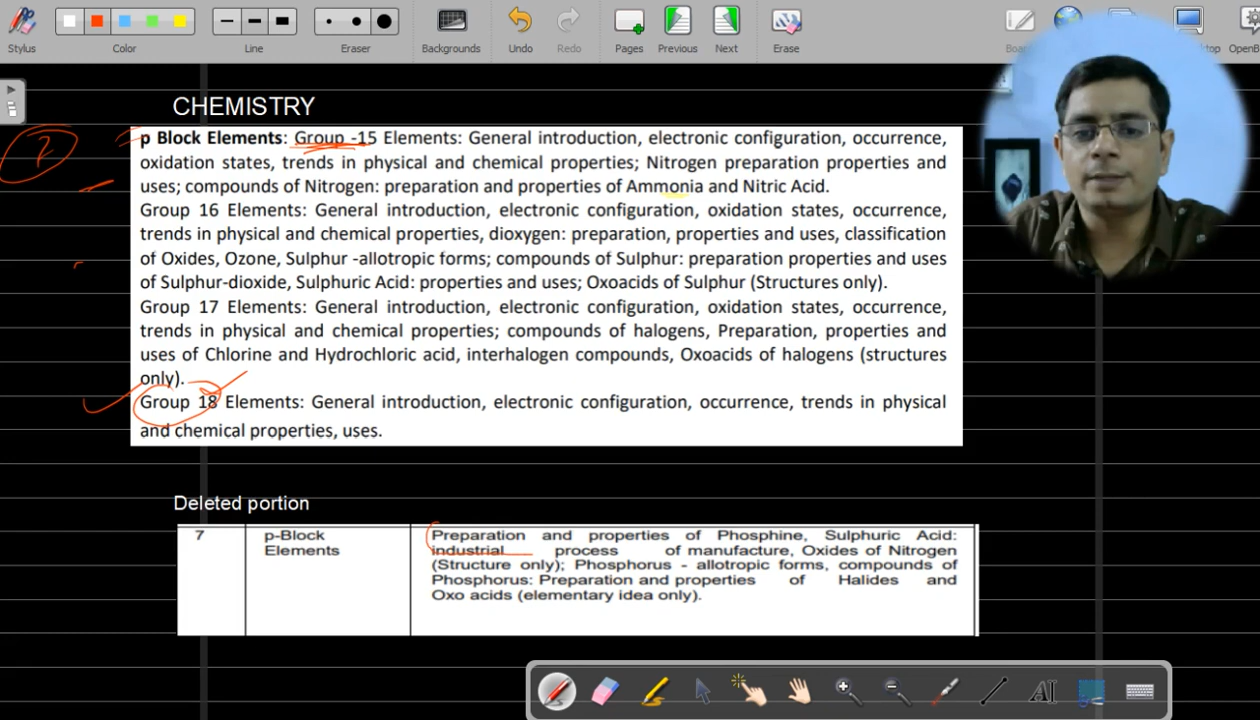 Stylus
Color
Line
Eraser
Backgrounds
Undo
Redo
Pages
Previous
Next
Erase
CHEMISTRY
p Block Elements: Group -15 Elements: General introduction, electronic configuration, occurrence,
oxidation states, trends in physical and chemical properties; Nitrogen preparation properties and
uses; compounds of Nitrogen: preparation and properties of Ammonia and Nitric Acid.
Group 16 Elements: General introduction, electronic configuration, oxidation states, occurrence,
trends in physical and chemical properties, dioxygen: preparation, properties and uses, classification
of Oxides, Ozone, Sulphur -allotropic forms; compounds of Sulphur: preparation properties and uses
of Sulphur-dioxide, Sulphuric Acid: properties and uses; Oxoacids of Sulphur (Structures only).
Group 17 Elements: General introduction, electronic configuration, oxidation states, occurrence,
trends in physical and chemical properties; compounds of halogens, Preparation, properties and
uses of Chlorine and Hydrochloric acid, interhalogen compounds, Oxoacids of halogens (structures
only).
Group 18 Elements: General introduction, electronic configuration, occurrence, trends in physical
and chemical properties, uses.
Deleted portion
7
p-Block
Elements
Preparation and properties of Phosphine, Sulphuric Acid:
industrial process of manufacture, Oxides of Nitrogen
(Structure only); Phosphorus - allotropic forms, compounds of
Phosphorus: Preparation and properties of Halides and
Oxo acids (elementary idea only).
AI